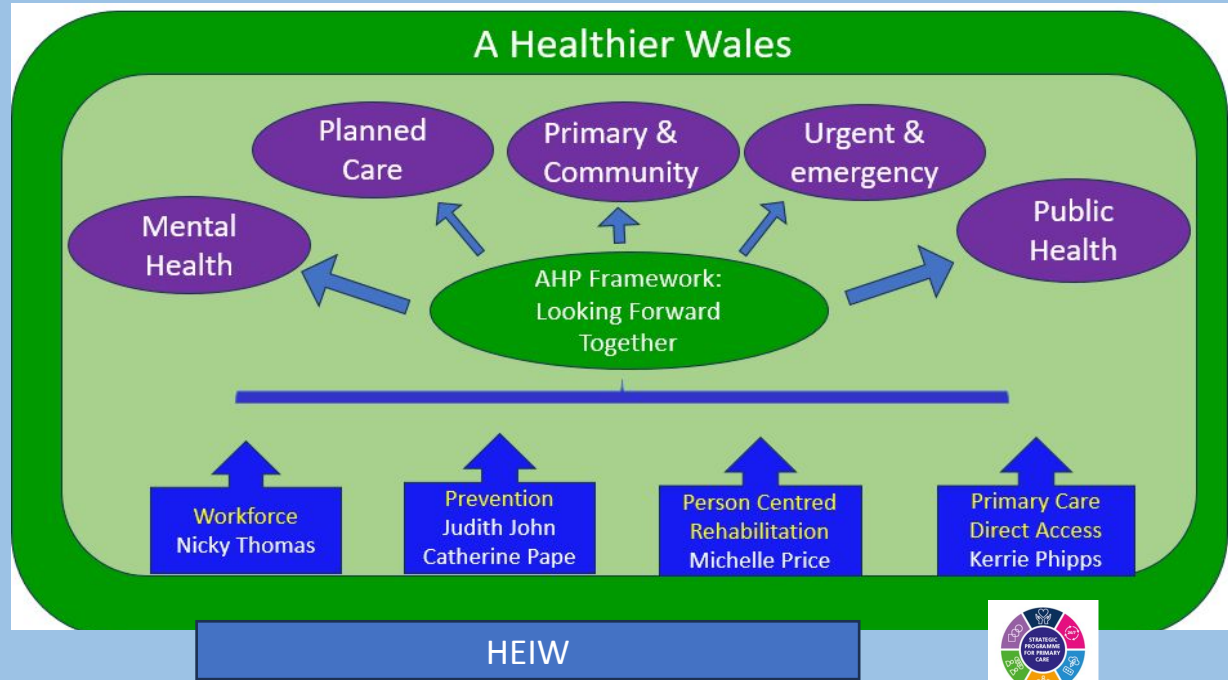 A Healthier Wales
Planned
Care
Primary &
Community
Urgent &
emergency
Mental
Health
Public
Health
AHP Framework:
Looking Forward
Together
Workforce
Nicky Thomas
Prevention
Judith John
Catherine Pape
Person Centred
Rehabilitation
Michelle Price
Primary Care
Direct Access
Kerrie Phipps
HEIW
STRATEGIC
PROGRAMME
FOR PRIMARY
CARE
24/7